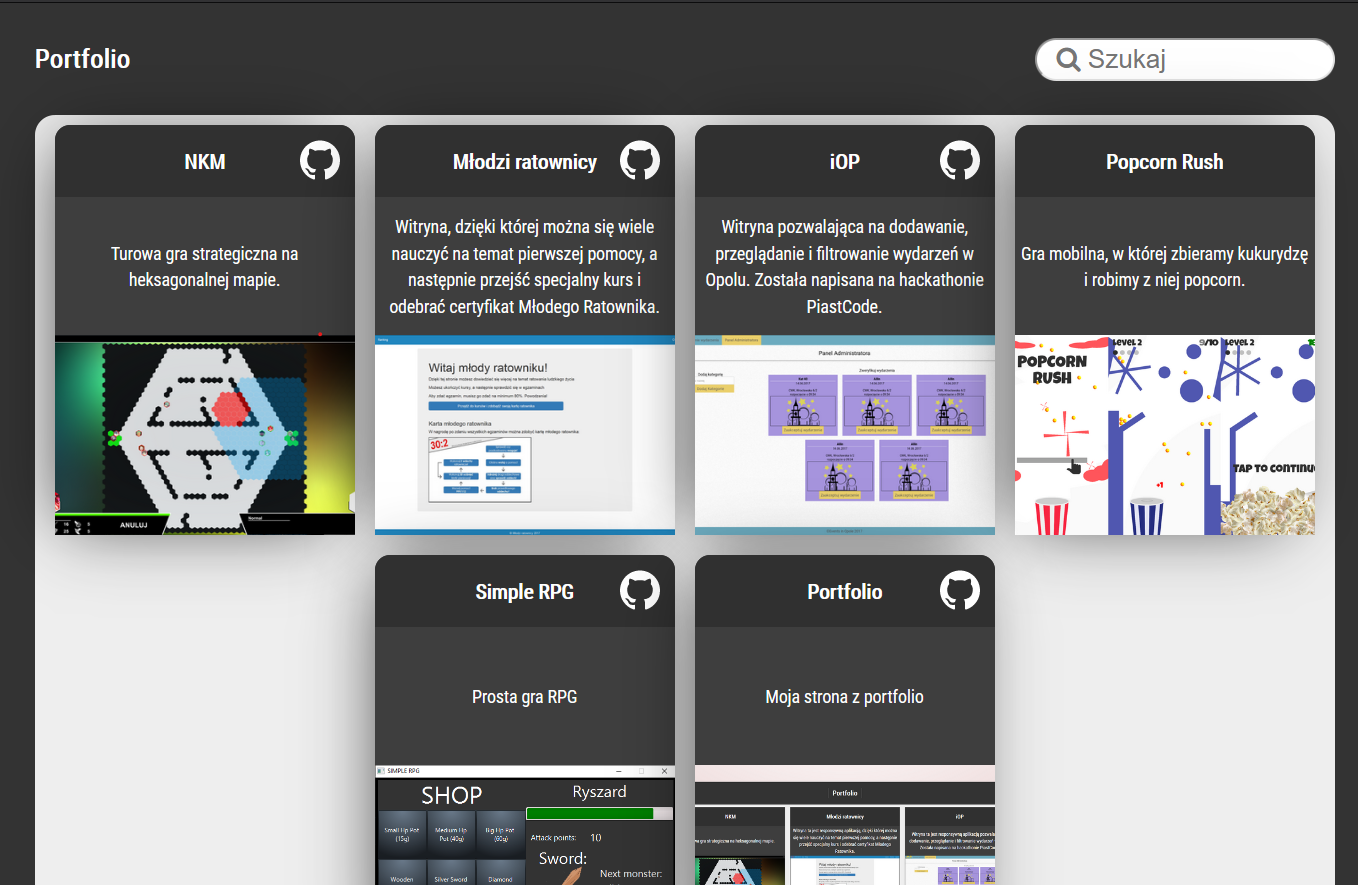 Portfolio
Szukaj
NKM
Turowa gra strategiczna na
heksagonalnej mapie.
ANULUJ
Normal
Młodzi ratownicy
Witryna, dzięki której można się wiele
nauczyć na temat pierwszej pomocy, a
następnie przejść specjalny kurs i
odebrać certyfikat Młodego Ratownika.
Witaj młody ratowniku!
Karta młodego ratownika
30:2
iOP
Witryna pozwalająca na dodawanie,
przeglądanie i filtrowanie wydarzeń w
Opolu. Została napisana na hackathonie
PiastCode.
Panel Administratora
Popcorn Rush
Gra mobilna, w której zbieramy kukurydzę
i robimy z niej popcorn.
POPCORN
RUSH
LEVEL 2
9/10
LEVEL 2
TAP TO CONTINU
Simple RPG
Prosta gra RPG
SIMPLE RPG
SHOP
Ryszard
Small Hp Pot
(15g)
Medium Hp
Pot (40g)
Big Hp Pot
(60g)
Attack points: 10
Sword:
Next monster:
Wooden
Silver Sword
Diamond
Portfolio
Moja strona z portfolio
Portfolio
NKM
Młodzi ratownicy
iOP